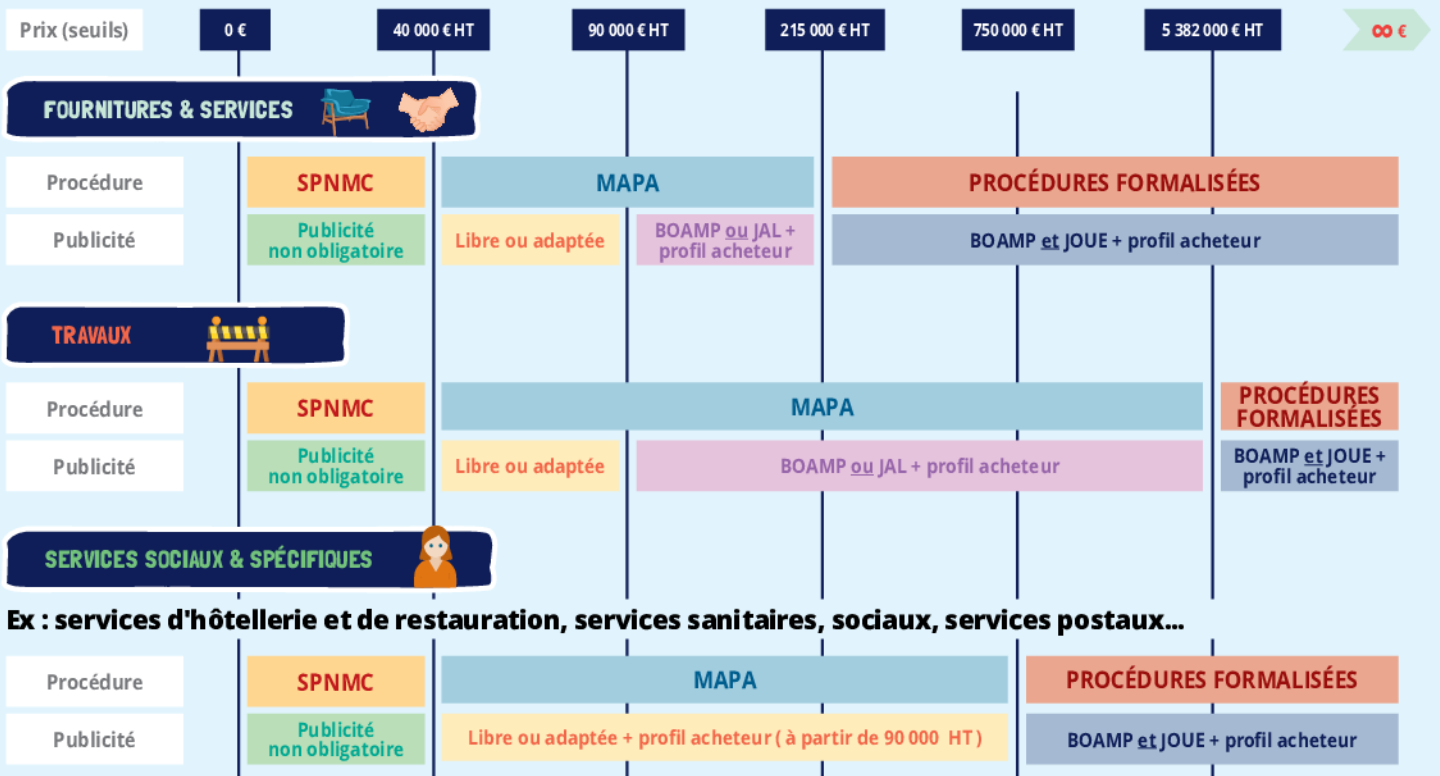 Prix (seuils)
0 €
40 000 € HT
90 000 € HT
215 000 € HT
750 000 € HT
5 382 000 € HT
∞ €
FOURNITURES & SERVICES
Procédure
SPNMC
MAPA
PROCÉDURES FORMALISÉES
Publicité
Publicité
non obligatoire
Libre ou adaptée
BOAMP ou JAL +
profil acheteur
BOAMP et JOUE + profil acheteur
TRAVAUX
Procédure
SPNMC
MAPA
PROCÉDURES
FORMALISÉES
Publicité
Publicité
non obligatoire
Libre ou adaptée
BOAMP ou JAL + profil acheteur
BOAMP et JOUE +
profil acheteur
SERVICES SOCIAUX & SPÉCIFIQUES
Ex : services d'hôtellerie et de restauration, services sanitaires, sociaux, services postaux...
Procédure
SPNMC
MAPA
PROCÉDURES FORMALISÉES
Publicité
Publicité
non obligatoire
Libre ou adaptée + profil acheteur ( à partir de 90 000 HT )
BOAMP et JOUE + profil acheteur